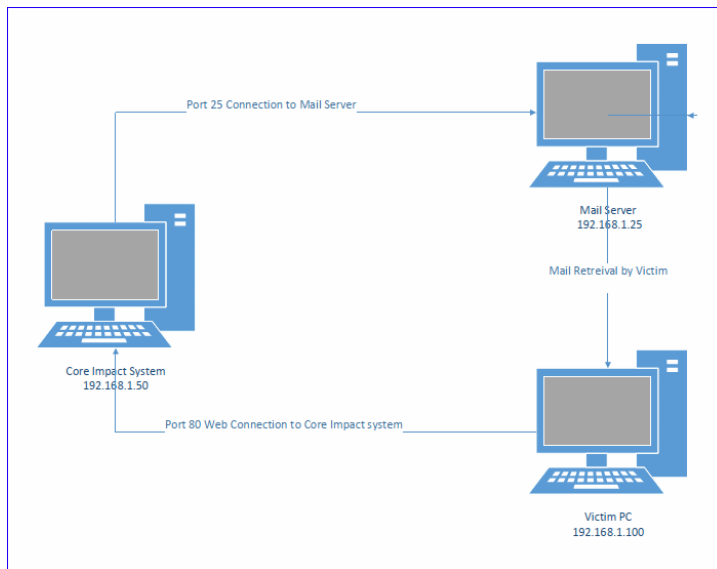 Port 25 Connection to Mail Server
Mail Server
192.168.1.25
Mail Retreival by Victim
Core Impact System
192.168.1.50
Port 80 Web Connection to Core Impact system
Victim PC
192.168.1.100